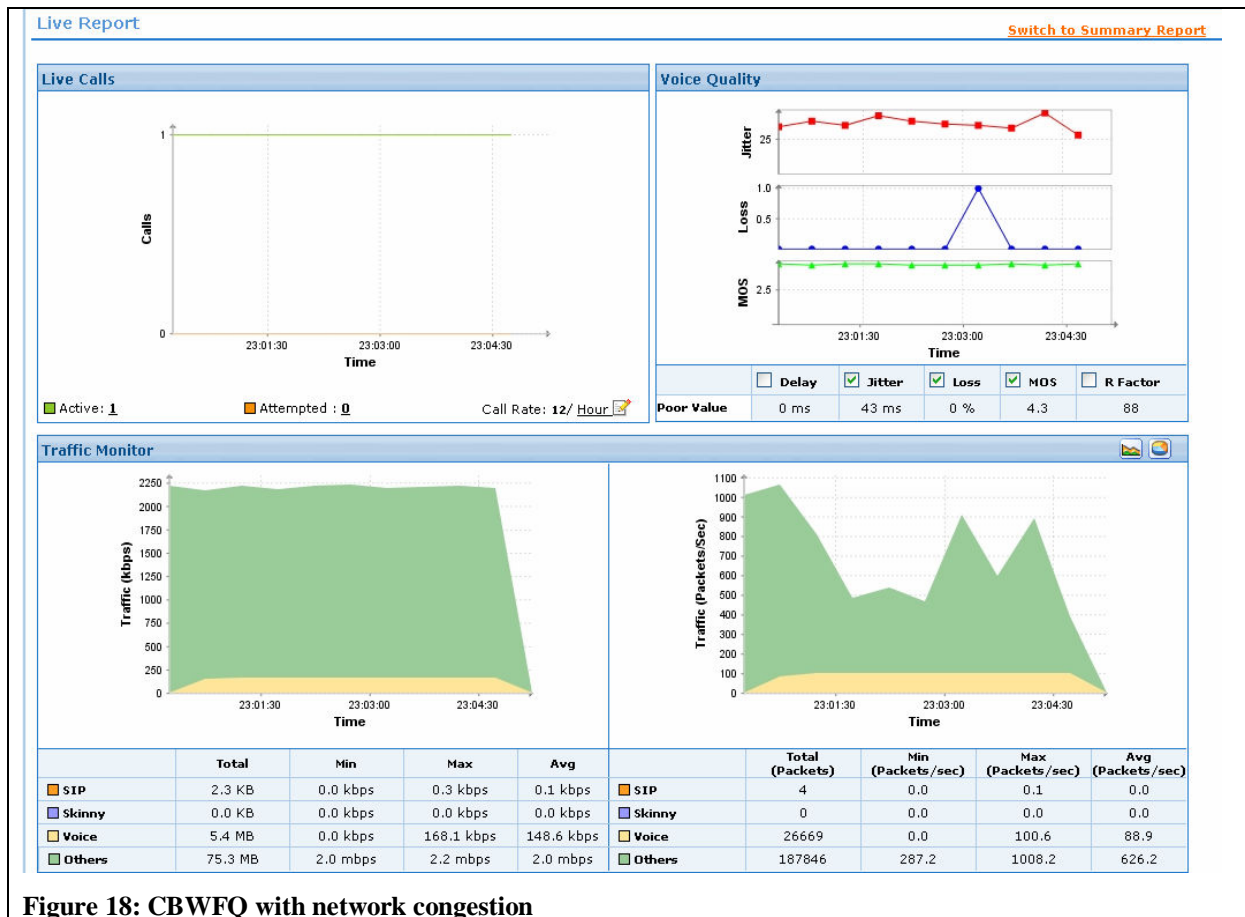 Live Report
Switch to Summary Report
Live Calls
1
Calls
0
23:01:30 23:03:00 23:04:30
Time
Active: 1 Attempted : 0 Call Rate: 12/ Hour
Voice Quality
Jitter
25
1.0
Loss
0.5
MOS
2.5
23:01:30 23:03:00 23:04:30
Time
Delay Jitter Loss MOS R Factor
Poor Value 0 ms 43 ms 0 % 4.3 88
Traffic Monitor
2250
2000
1750
1500
1250
1000
750
500
250
0
Traffic (kbps)
23:01:30 23:03:00 23:04:30
Time
1100
1000
900
800
700
600
500
400
300
200
100
0
Traffic (Packets/Sec)
23:01:30 23:03:00 23:04:30
Time
Total Min Max Avg
SIP 2.3 KB 0.0 kbps 0.3 kbps 0.1 kbps
Skinny 0.0 KB 0.0 kbps 0.0 kbps 0.0 kbps
Voice 5.4 MB 0.0 kbps 168.1 kbps 148.6 kbps
Others 75.3 MB 2.0 mbps 2.2 mbps 2.0 mbps
Total Min Max Avg
(Packets) (Packets/sec) (Packets/sec) (Packets/sec)
SIP 4 0.0 0.1 0.0
Skinny 0 0.0 0.0 0.0
Voice 26669 0.0 100.6 88.9
Others 187846 287.2 1008.2 626.2
Figure 18: CBWFQ with network congestion